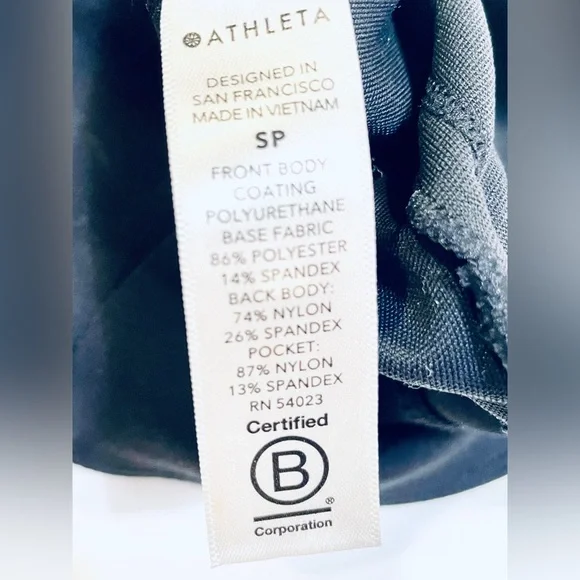 ATHLETA
DESIGNED IN
SAN FRANCISCO
MADE IN VIETNAM
SP
FRONT BODY
COATING
POLYURETHANE
BASE FABRIC
86% POLYESTER
14% SPANDEX
BACK BODY:
74% NYLON
26% SPANDEX
POCKET:
87% NYLON
13% SPANDEX
RN 54023
Certified
B
®
Corporation